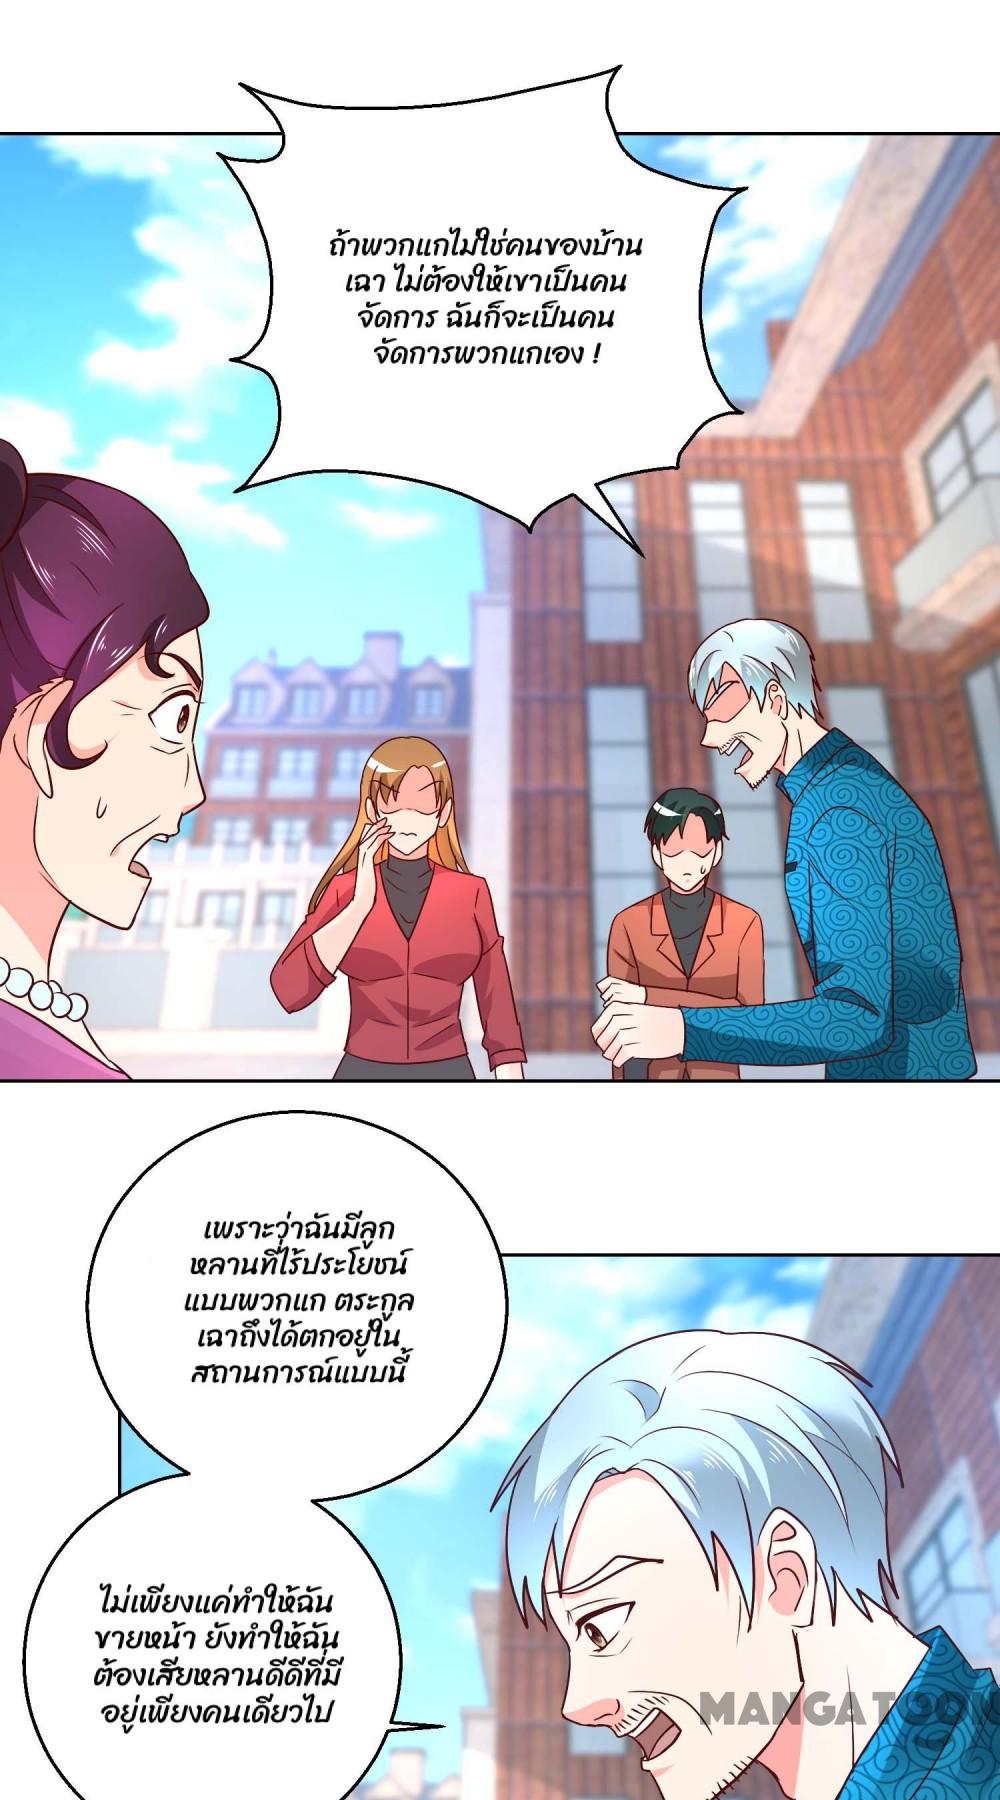 ถ้าพวกแกไม่ใช่คนของบ้าน
เฉา ไม่ต้องให้เขาเป็นคน
จัดการ ฉันก็จะเป็นคน
จัดการพวกแกเอง !
เพราะว่าฉันมีลูก
หลานที่ไร้ประโยชน์
แบบพวกแก ตระกูล
เฉาถึงได้ตกอยู่ใน
สถานการณ์แบบนี้
ไม่เพียงแค่ทำให้ฉัน
ขายหน้า ยังทำให้ฉัน
ต้องเสียหลานดีดีที่มี
อยู่เพียงคนเดียวไป
MANGATOON